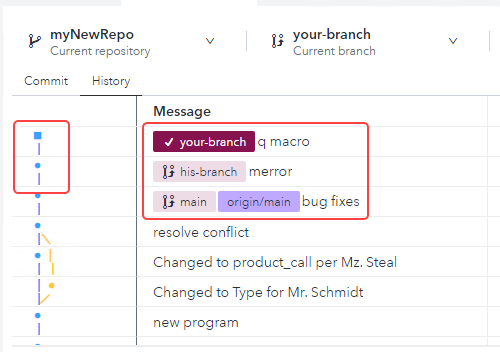 myNewRepo your-branch
Current repository Current branch
Commit History
Message
your-branch q macro
his-branch merror
main origin/main bug fixes
resolve conflict
Changed to product_call per Mz. Steal
Changed to Type for Mr. Schmidt
new program